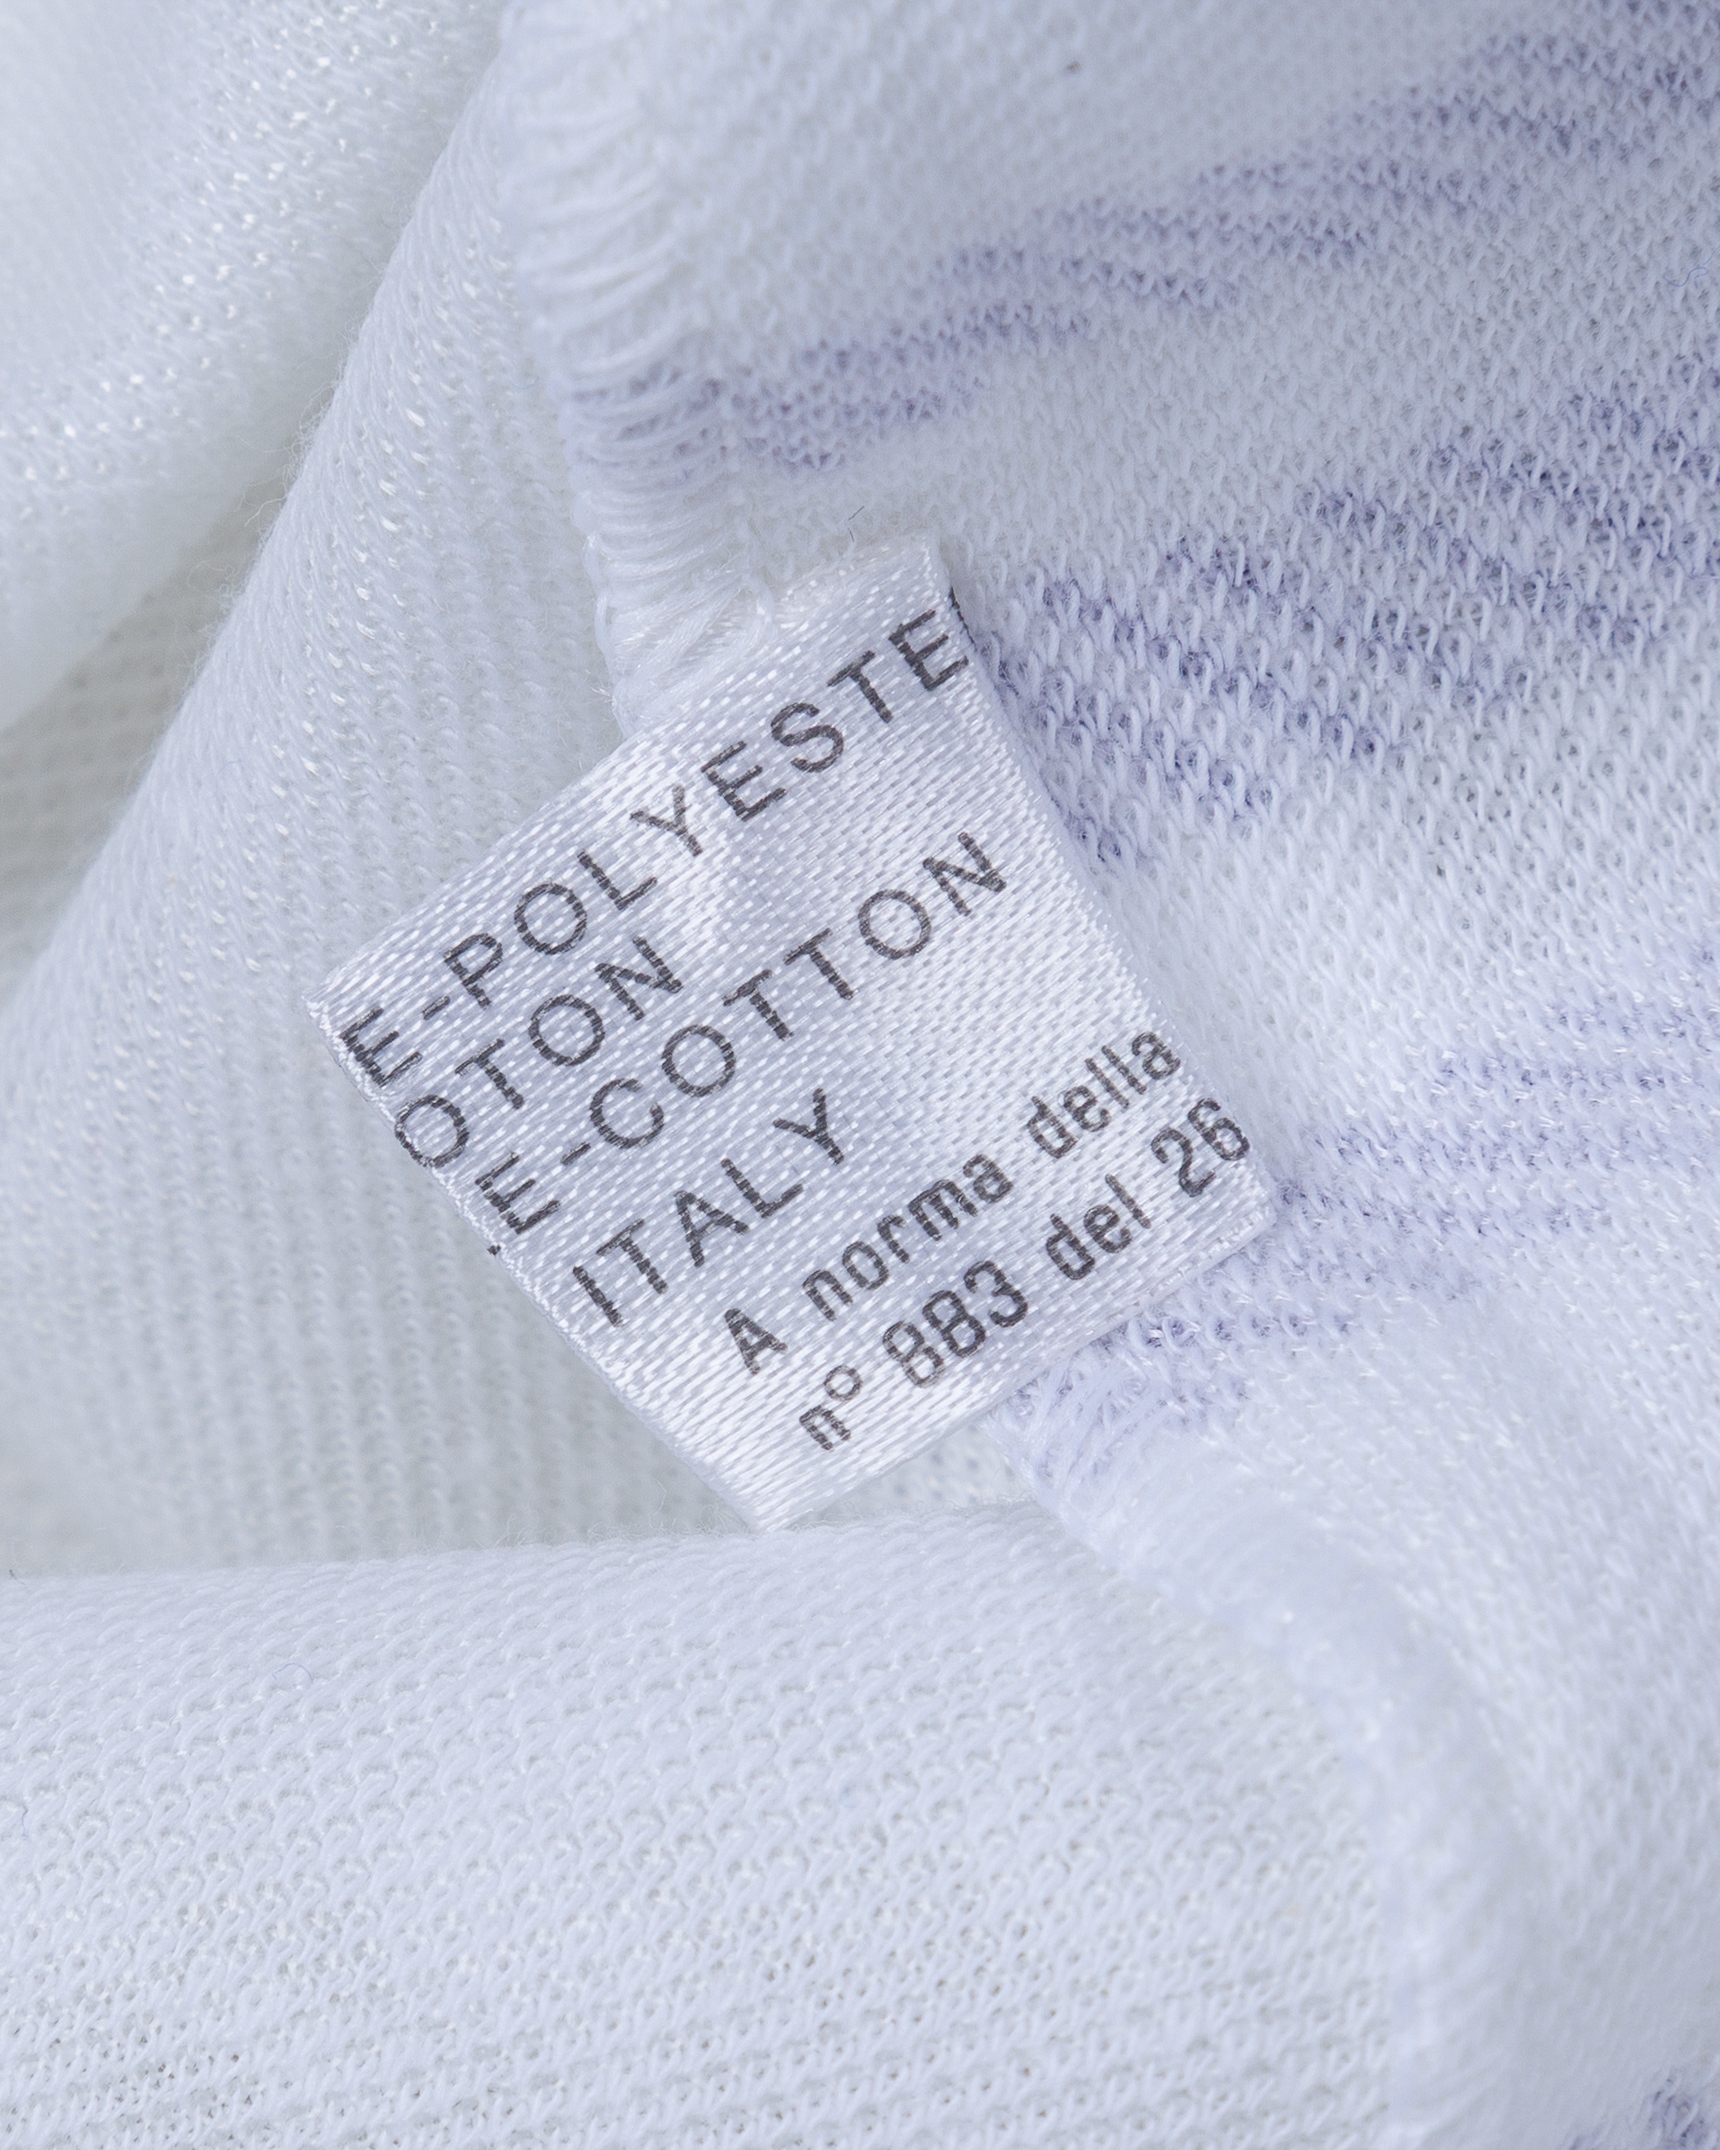 E-POLYESTE
OTON
E-COTTON
ITALY
A norma della
n° 883 del 26